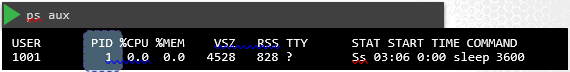 ps aux
USER PID %CPU %MEM VSZ RSS TTY STAT START TIME COMMAND
1001 1 0.0 0.0 4528 828 ? Ss 03:06 0:00 sleep 3600